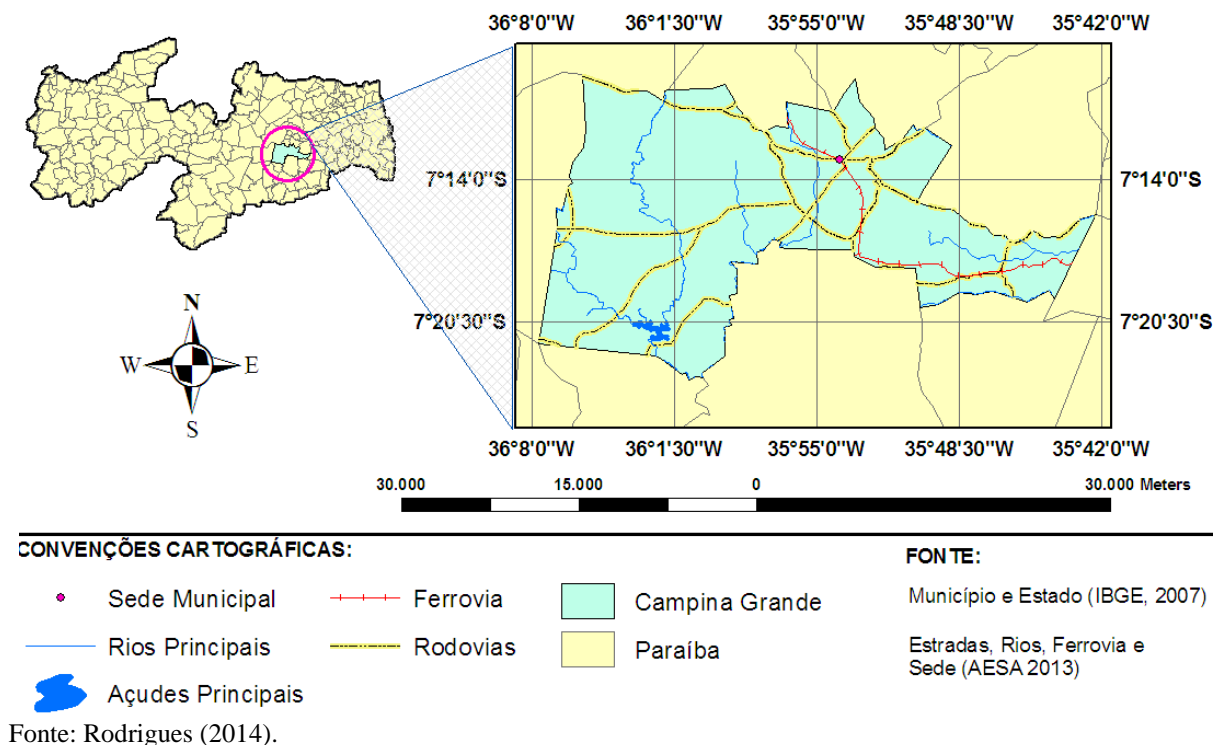 36°8'0"W 36°1'30"W 35°55'0"W 35°48'30"W 35°42'0"W
7°14'0"S 7°14'0"S
7°20'30"S 7°20'30"S
N
W E
S
36°8'0"W 36°1'30"W 35°55'0"W 35°48'30"W 35°42'0"W
30.000 15.000 0 30.000 Meters
CONVENÇÕES CARTOGRÁFICAS:
Sede Municipal
Ferrovia
Campina Grande
Rios Principais
Rodovias
Paraíba
Açudes Principais
FONTE:
Município e Estado (IBGE, 2007)
Estradas, Rios, Ferrovia e
Sede (AESA 2013)
Fonte: Rodrigues (2014).